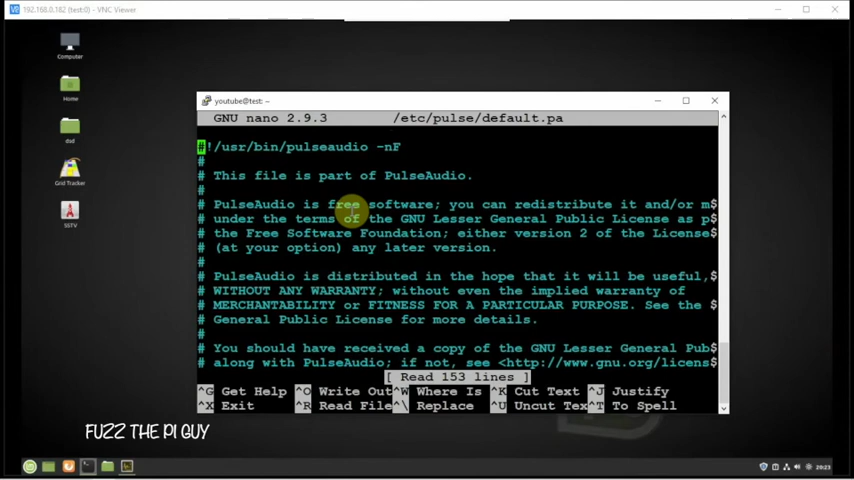 192.168.0.182 (test:0) - VNC Viewer
Computer
Home
dsd
Grid Tracker
SSTV
youtube@test: ~
GNU nano 2.9.3 /etc/pulse/default.pa
#!/usr/bin/pulseaudio -nF
#
# This file is part of PulseAudio.
#
# PulseAudio is free software; you can redistribute it and/or m$
# under the terms of the GNU Lesser General Public License as p$
# the Free Software Foundation; either version 2 of the License$
# (at your option) any later version.
#
# PulseAudio is distributed in the hope that it will be useful,$
# WITHOUT ANY WARRANTY; without even the implied warranty of
# MERCHANTABILITY or FITNESS FOR A PARTICULAR PURPOSE. See the $
# General Public License for more details.
#
# You should have received a copy of the GNU Lesser General Pub$
# along with PulseAudio; if not, see <http://www.gnu.org/licens$
[ Read 153 lines ]
^G Get Help ^O Write Out ^W Where Is ^K Cut Text ^J Justify
^X Exit ^R Read File ^\ Replace ^U Uncut Tex ^T To Spell
FUZZ THE PI GUY
20:23